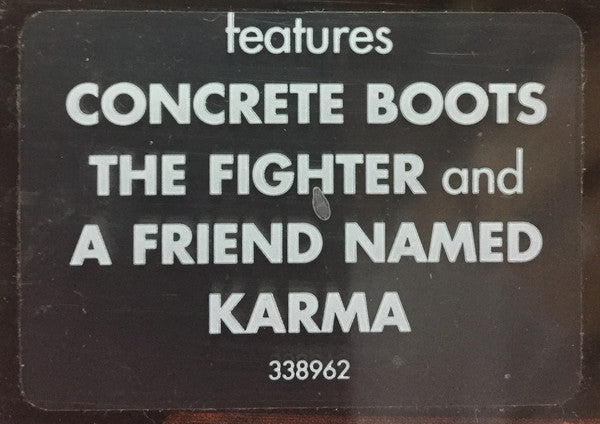 features
CONCRETE BOOTS
THE FIGHTER and
A FRIEND NAMED
KARMA
338962